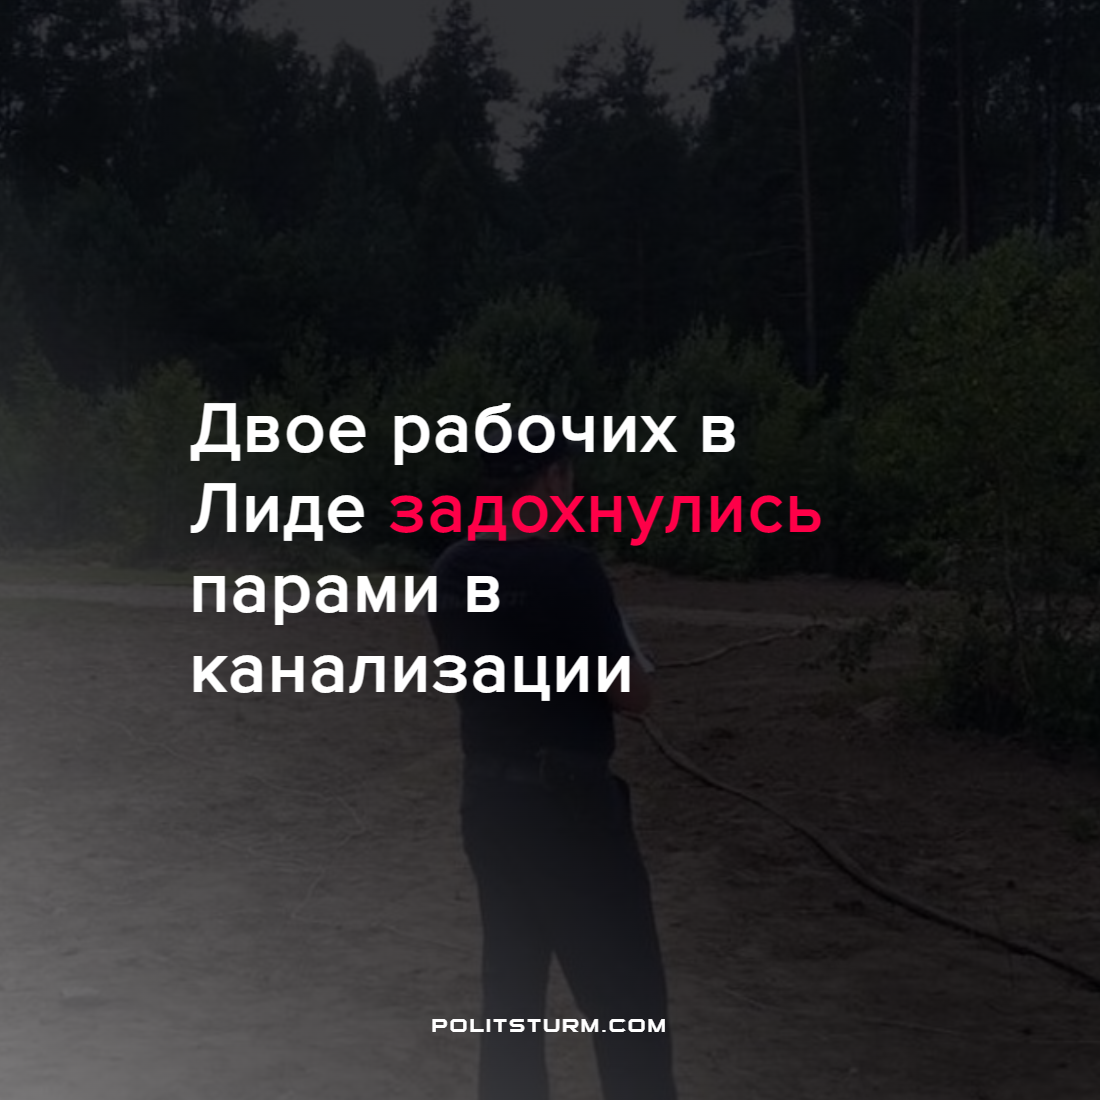 Двое рабочих в
Лиде задохнулись
парами в
канализации
POLITSTURM.COM